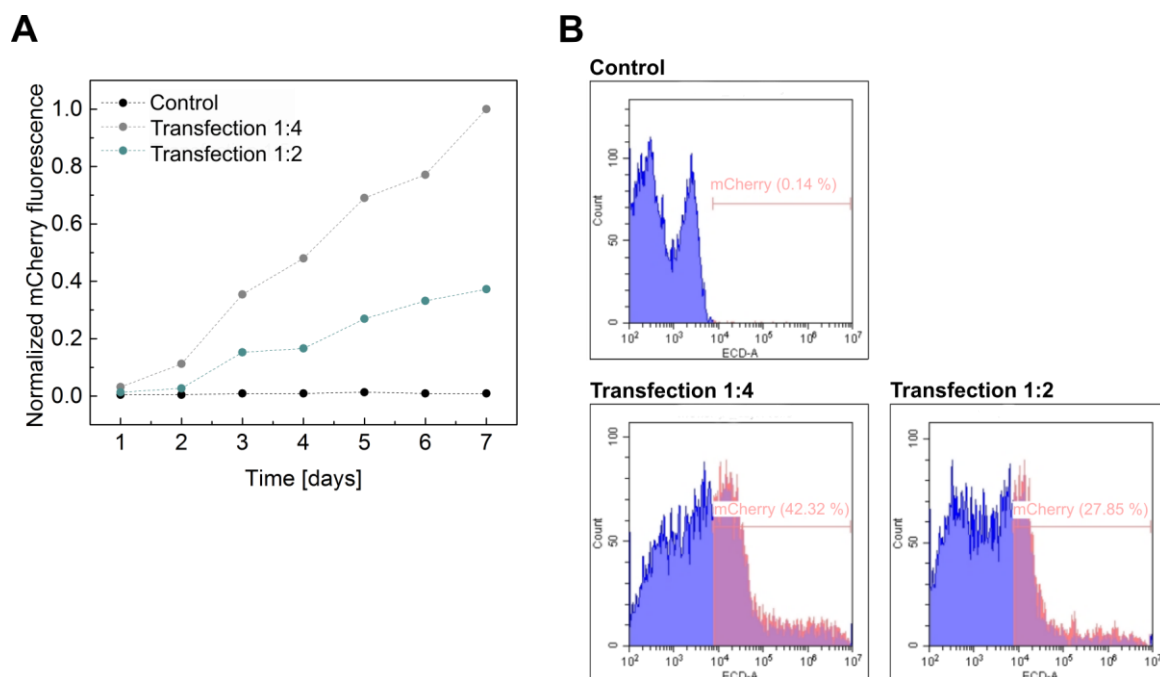 A
Normalized mCherry fluorescence
1.0
0.8
0.6
0.4
0.2
0.0
Control
Transfection 1:4
Transfection 1:2
1 2 3 4 5 6 7
Time [days]
B
Control
Count
100
50
0
mCherry (0.14 %)
10² 10³ 10⁴ 10⁵ 10⁶ 10⁷
ECD-A
Transfection 1:4
Count
100
50
0
mCherry (42.32 %)
10² 10³ 10⁴ 10⁵ 10⁶ 10⁷
ECD-A
Transfection 1:2
Count
100
50
0
mCherry (27.85 %)
10² 10³ 10⁴ 10⁵ 10⁶ 10⁷
ECD-A